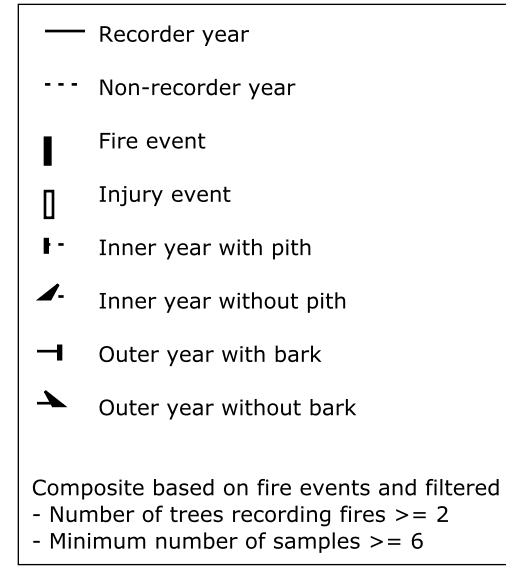 Recorder year
Non-recorder year
Fire event
Injury event
Inner year with pith
Inner year without pith
Outer year with bark
Outer year without bark
Composite based on fire events and filtered
- Number of trees recording fires >= 2
- Minimum number of samples >= 6